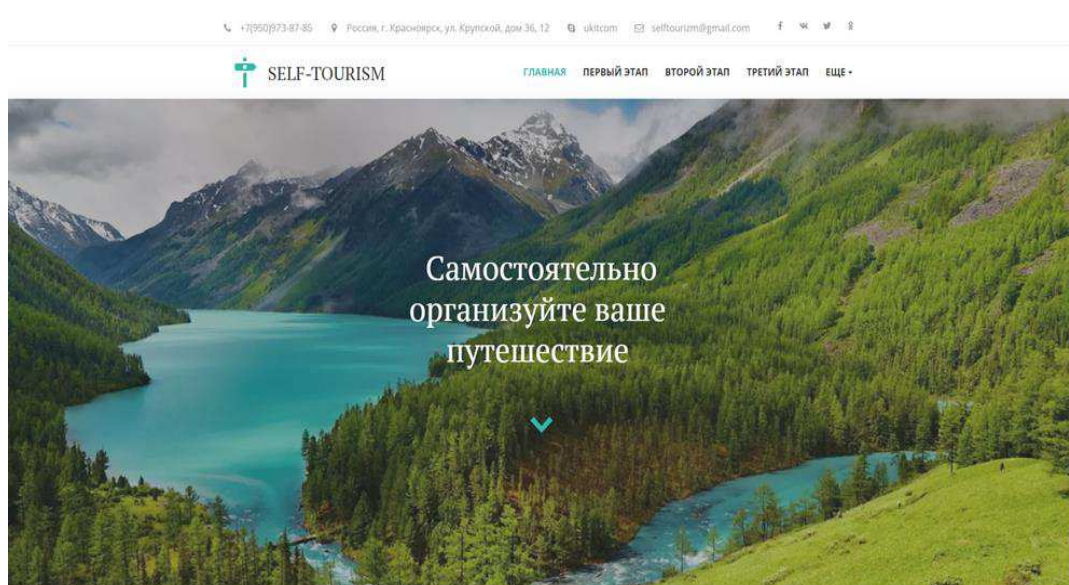 +7(950)973-87-85 Россия, г. Красноярск, ул. Крупской, дом 36, 12 ukitcom selftourizm@gmail.com
SELF-TOURISM ГЛАВНАЯ ПЕРВЫЙ ЭТАП ВТОРОЙ ЭТАП ТРЕТИЙ ЭТАП ЕЩЕ
Самостоятельно
организуйте ваше
путешествие